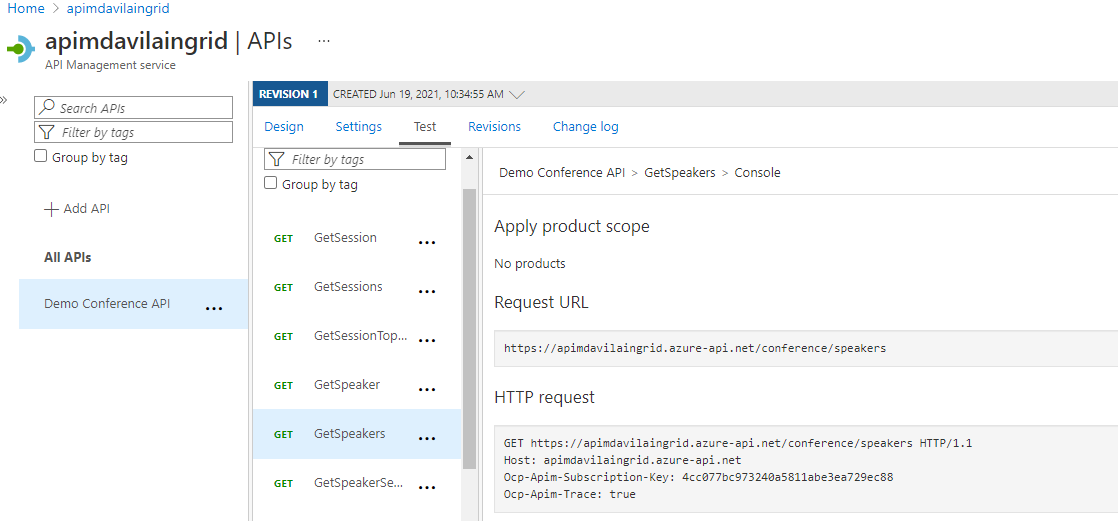 Home > apimdavilaingrid
apimdavilaingrid | APIs ...
API Management service
»
Search APIs
Filter by tags
Group by tag
+ Add API
All APIs
Demo Conference API ...
REVISION 1 CREATED Jun 19, 2021, 10:34:55 AM
Design Settings Test Revisions Change log
Filter by tags
Group by tag
GET GetSession ...
GET GetSessions ...
GET GetSessionTop... ...
GET GetSpeaker ...
GET GetSpeakers ...
GET GetSpeakerSe... ...
Demo Conference API > GetSpeakers > Console
Apply product scope
No products
Request URL
https://apimdavilaingrid.azure-api.net/conference/speakers
HTTP request
GET https://apimdavilaingrid.azure-api.net/conference/speakers HTTP/1.1
Host: apimdavilaingrid.azure-api.net
Ocp-Apim-Subscription-Key: 4cc077bc973240a5811abe3ea729ec88
Ocp-Apim-Trace: true